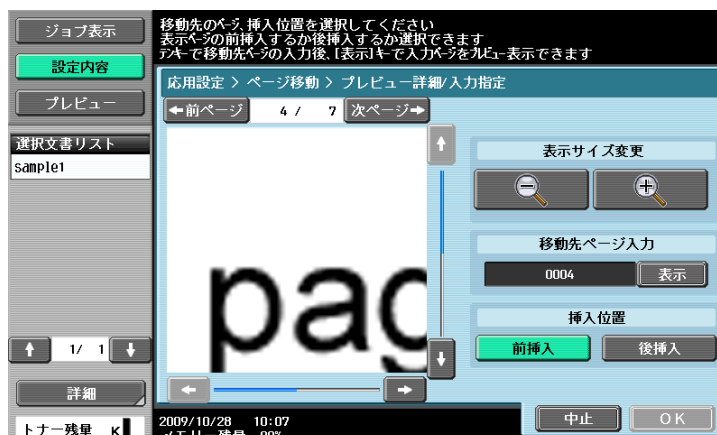 ジョブ表示
設定内容
プレビュー
選択文書リスト
sample1
1/ 1
詳細
トナー残量 K
移動先のページ、挿入位置を選択してください
表示ページの前挿入するか後挿入するか選択できます
テンキーで移動先ページの入力後、[表示]キーで入力ページをプレビュー表示できます
応用設定 > ページ移動 > プレビュー詳細/入力指定
←前ページ 4 / 7 次ページ→
pag
表示サイズ変更
移動先ページ入力
0004 表示
挿入位置
前挿入 後挿入
中止 OK
2009/10/28 10:07
メモリー残量 99%